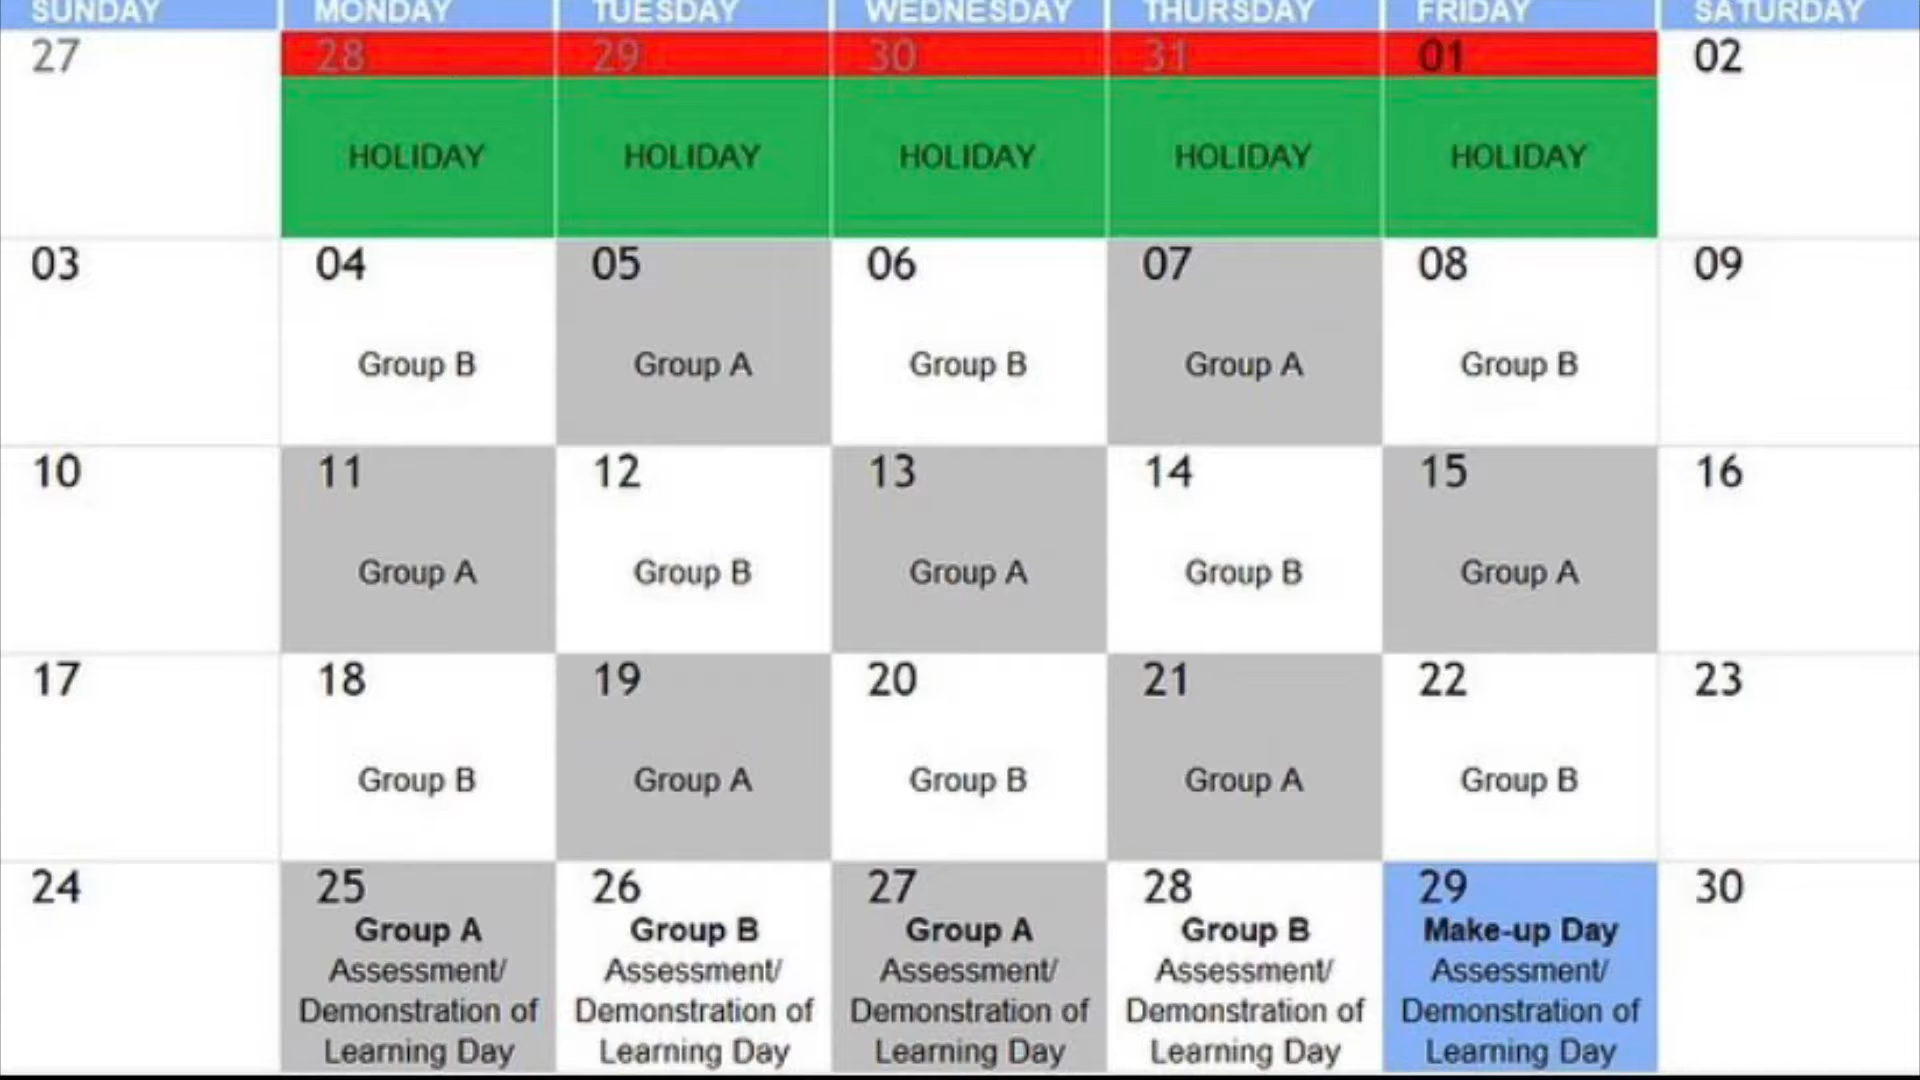 SUNDAY MONDAY TUESDAY WEDNESDAY THURSDAY FRIDAY SATURDAY
27 28 29 30 31 01 02
HOLIDAY HOLIDAY HOLIDAY HOLIDAY HOLIDAY
03 04 05 06 07 08 09
Group B Group A Group B Group A Group B
10 11 12 13 14 15 16
Group A Group B Group A Group B Group A
17 18 19 20 21 22 23
Group B Group A Group B Group A Group B
24 25 26 27 28 29 30
Group A Group B Group A Group B Make-up Day
Assessment/ Assessment/ Assessment/ Assessment/ Assessment/
Demonstration of Demonstration of Demonstration of Demonstration of Demonstration of
Learning Day Learning Day Learning Day Learning Day Learning Day